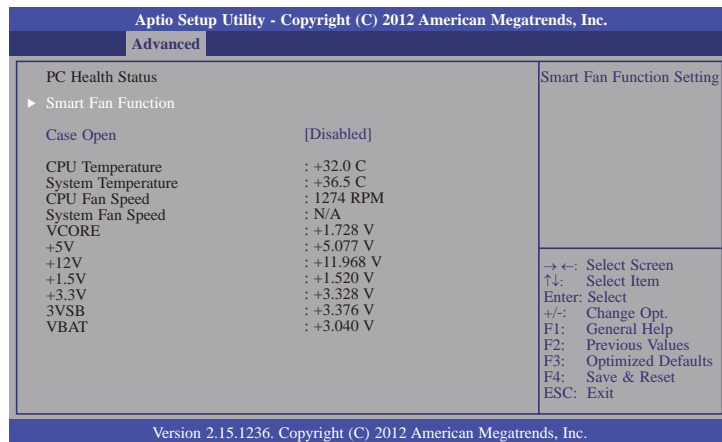 Aptio Setup Utility - Copyright (C) 2012 American Megatrends, Inc.
Advanced
PC Health Status
▶ Smart Fan Function
Case Open [Disabled]
CPU Temperature : +32.0 C
System Temperature : +36.5 C
CPU Fan Speed : 1274 RPM
System Fan Speed : N/A
VCORE : +1.728 V
+5V : +5.077 V
+12V : +11.968 V
+1.5V : +1.520 V
+3.3V : +3.328 V
3VSB : +3.376 V
VBAT : +3.040 V
Smart Fan Function Setting
→←: Select Screen
↑↓: Select Item
Enter: Select
+/-: Change Opt.
F1: General Help
F2: Previous Values
F3: Optimized Defaults
F4: Save & Reset
ESC: Exit
Version 2.15.1236. Copyright (C) 2012 American Megatrends, Inc.